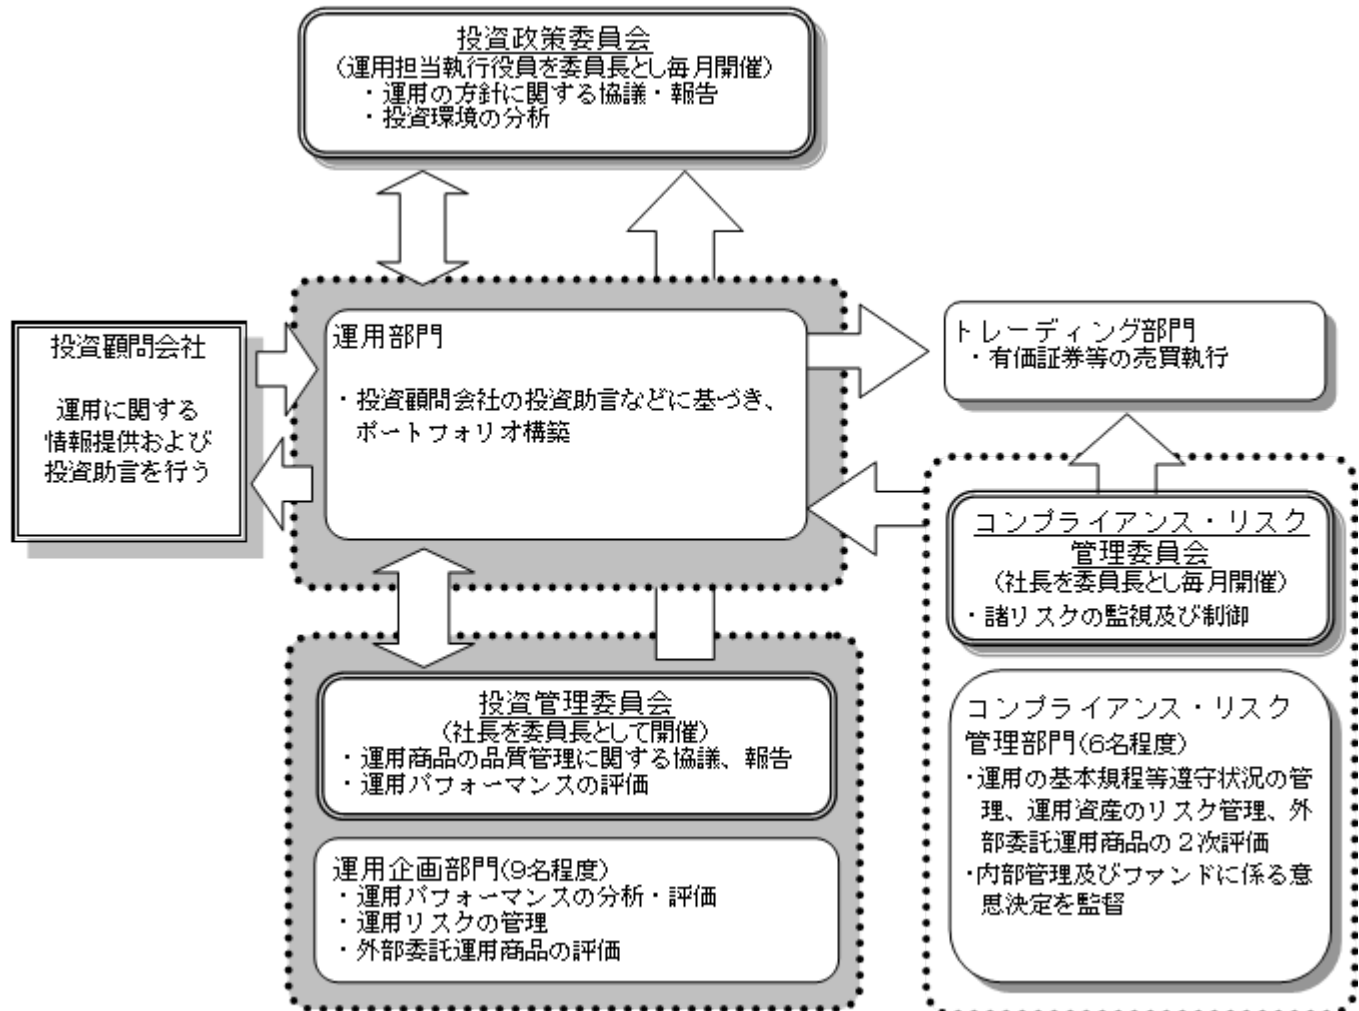 投資政策委員会
(運用担当執行役員を委員長とし毎月開催)
・運用の方針に関する協議・報告
・投資環境の分析
投資顧問会社
運用に関する
情報提供および
投資助言を行う
運用部門
・投資顧問会社の投資助言などに基づき、
ポートフォリオ構築
トレーディング部門
・有価証券等の売買執行
コンプライアンス・リスク
管理委員会
(社長を委員長とし毎月開催)
・諸リスクの監視及び制御
コンプライアンス・リスク
管理部門(6名程度)
・運用の基本規程等遵守状況の管
理、運用資産のリスク管理、外
部委託運用商品の2次評価
・内部管理及びファンドに係る意
思決定を監督
投資管理委員会
(社長を委員長として開催)
・運用商品の品質管理に関する協議、報告
・運用パフォーマンスの評価
運用企画部門(9名程度)
・運用パフォーマンスの分析・評価
・運用リスクの管理
・外部委託運用商品の評価